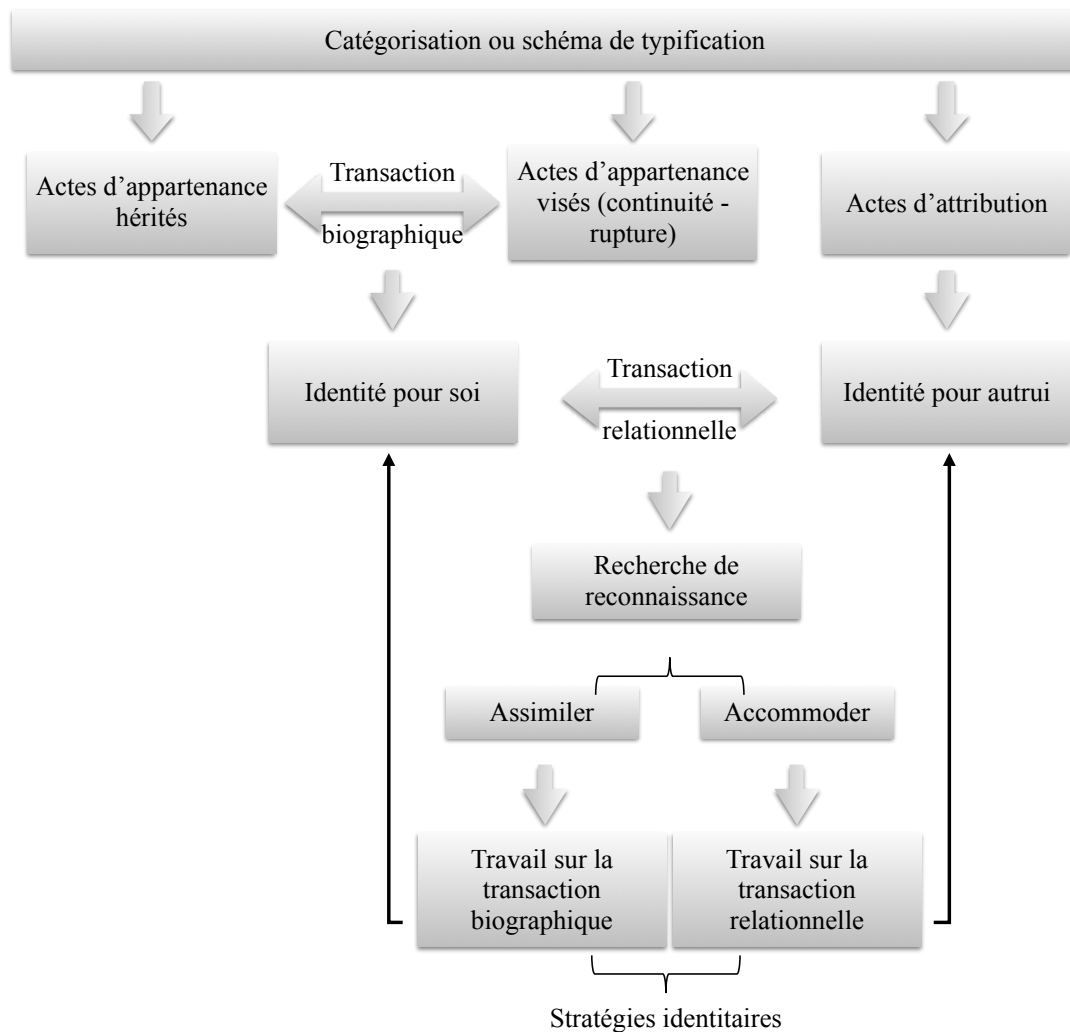 Catégorisation ou schéma de typification
Actes d’appartenance
hérités
Transaction
biographique
Actes d’appartenance
visés (continuité -
rupture)
Actes d’attribution
Identité pour soi
Transaction
relationnelle
Identité pour autrui
Recherche de
reconnaissance
Assimiler
Accommoder
Travail sur la
transaction
biographique
Travail sur la
transaction
relationnelle
Stratégies identitaires